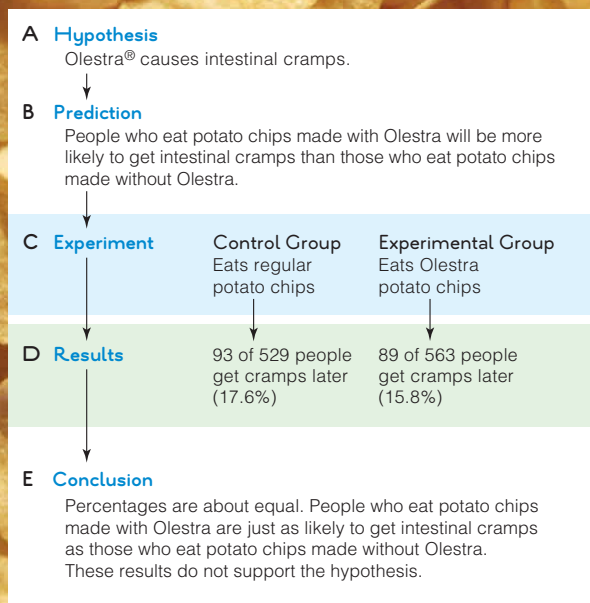 A Hypothesis
Olestra® causes intestinal cramps.
B Prediction
People who eat potato chips made with Olestra will be more
likely to get intestinal cramps than those who eat potato chips
made without Olestra.
C Experiment
Control Group
Eats regular
potato chips
Experimental Group
Eats Olestra
potato chips
D Results
93 of 529 people
get cramps later
(17.6%)
89 of 563 people
get cramps later
(15.8%)
E Conclusion
Percentages are about equal. People who eat potato chips
made with Olestra are just as likely to get intestinal cramps
as those who eat potato chips made without Olestra.
These results do not support the hypothesis.